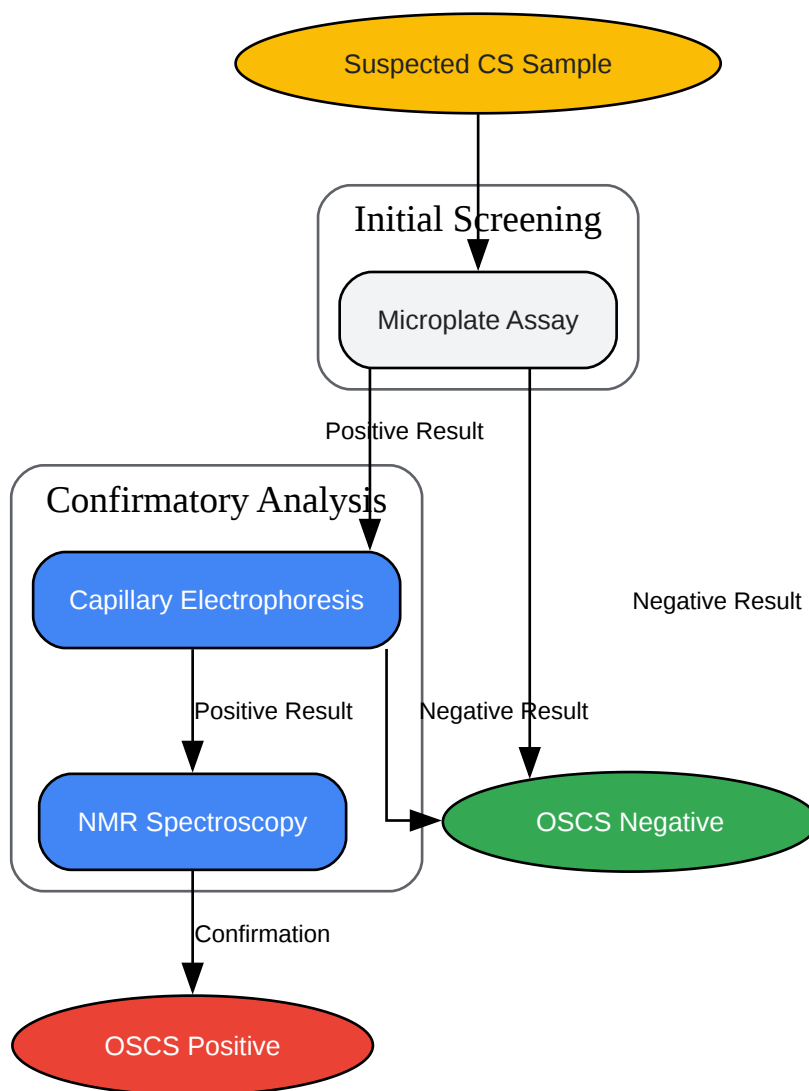 Suspected CS Sample
Initial Screening
Microplate Assay
Positive Result
Confirmatory Analysis
Capillary Electrophoresis
Negative Result
Positive Result
Negative Result
NMR Spectroscopy
OSCS Negative
Confirmation
OSCS Positive